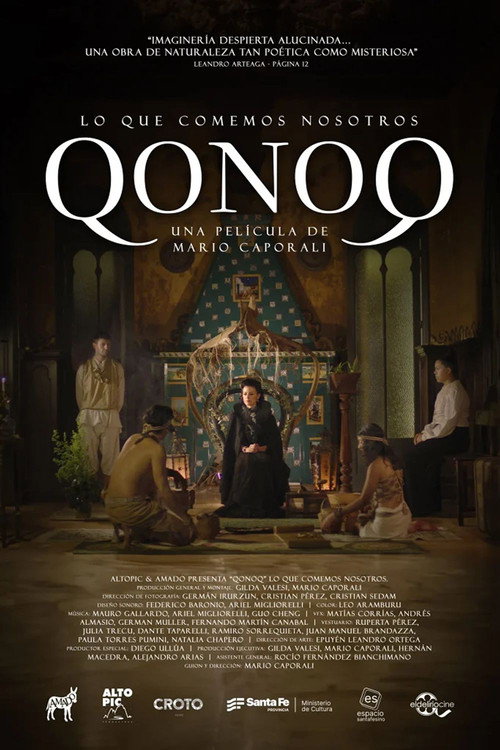 “IMAGINERÍA DESPIERTA ALUCINADA...
UNA OBRA DE NATURALEZA TAN POÉTICA COMO MISTERIOSA”
LEANDRO ARTEAGA - PÁGINA 12
LO QUE COMEMOS NOSOTROS
QONOQ
UNA PELÍCULA DE
MARIO CAPORALI
ALTOPIC & AMADO PRESENTA “QONOQ” LO QUE COMEMOS NOSOTROS.
PRODUCCIÓN GENERAL Y MONTAJE: GILDA VALESI, MARIO CAPORALI
DIRECCIÓN DE FOTOGRAFÍA: GERMÁN IRURZUN, CRISTIAN PÉREZ, CRISTIAN SEDAM
DISEÑO SONORO: FEDERICO BARONIO, ARIEL MIGLIORELLI | COLOR: LEO ARAMBURU
MÚSICA: MAURO GALLARDO, ARIEL MIGLIORELLI, GUO CHENG | VFX: MATÍAS CORRÍAS, ANDRÉS
ALMASIO, GERMAN MULLER, FERNANDO MARTÍN CANABAL | VESTUARIO: RUPERTA PÉREZ,
JULIA TRECU, DANTE TAPARELLI, RAMIRO SORREQUIETA, JUAN MANUEL BRANDAZZA,
PAULA TORRES PUMINI, NATALIA CHAPERO | DIRECCIÓN DE ARTE: EPUYÉN LEANDRO ORTEGA
PRODUCTOR ESPECIAL: DIEGO ULLÚA | PRODUCCIÓN EJECUTIVA: GILDA VALESI, MARIO CAPORALI, HERNÁN
MACEDRA, ALEJANDRO ARIAS | ASISTENTE GENERAL: ROCÍO FERNÁNDEZ BIANCHIMANO
GUION Y DIRECCIÓN: MARIO CAPORALI
ALTO
PIC
CROTO
Santa Fe
PROVINCIA
Ministerio
de Cultura
es
espacio
santafesino
eldeliriocine